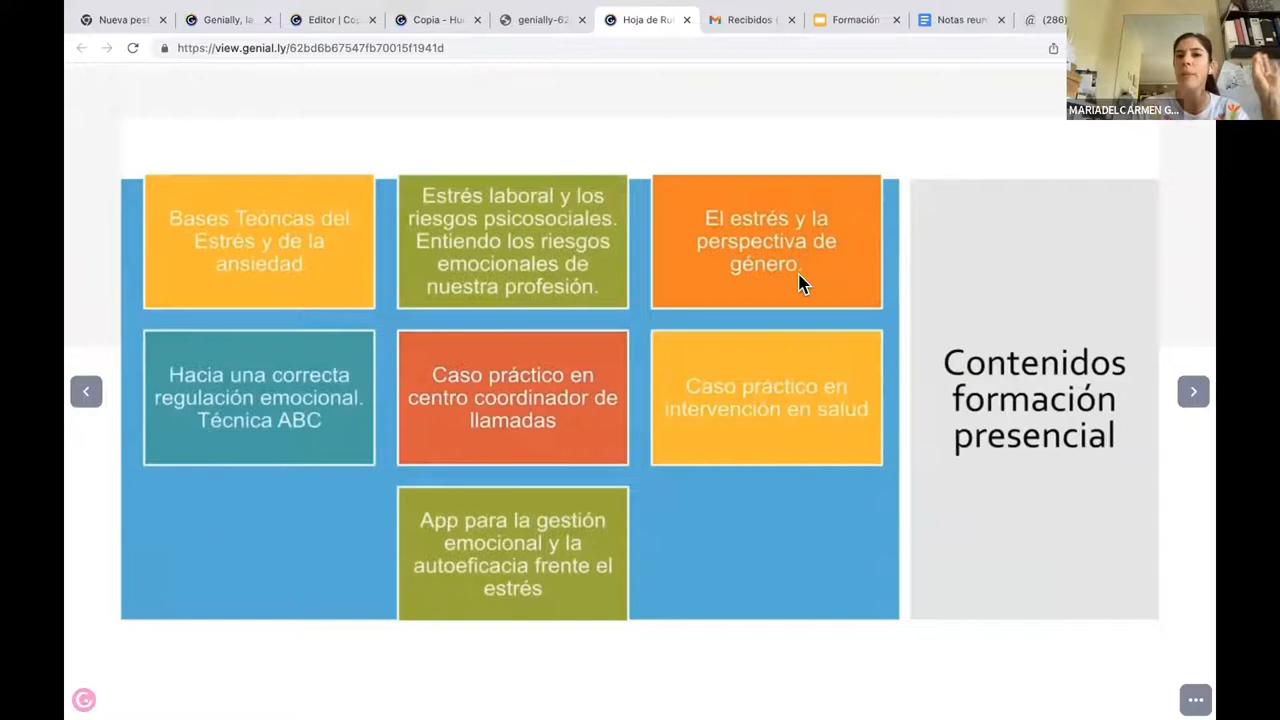 Nueva pest
Genially, la
Editor | Co
Copia - Hu
genially-62
Hoja de Ru
Recibidos (
Formación
Notas reun
(286)
https://view.genial.ly/62bd6b67547fb70015f1941d
MARIADELCARMEN G...
Bases Teóricas del
Estrés y de la
ansiedad
Estrés laboral y los
riesgos psicosociales.
Entiendo los riesgos
emocionales de
nuestra profesión.
El estrés y la
perspectiva de
género.
Hacia una correcta
regulación emocional.
Técnica ABC
Caso práctico en
centro coordinador de
llamadas
Caso práctico en
intervención en salud
App para la gestión
emocional y la
autoeficacia frente el
estrés
Contenidos
formación
presencial